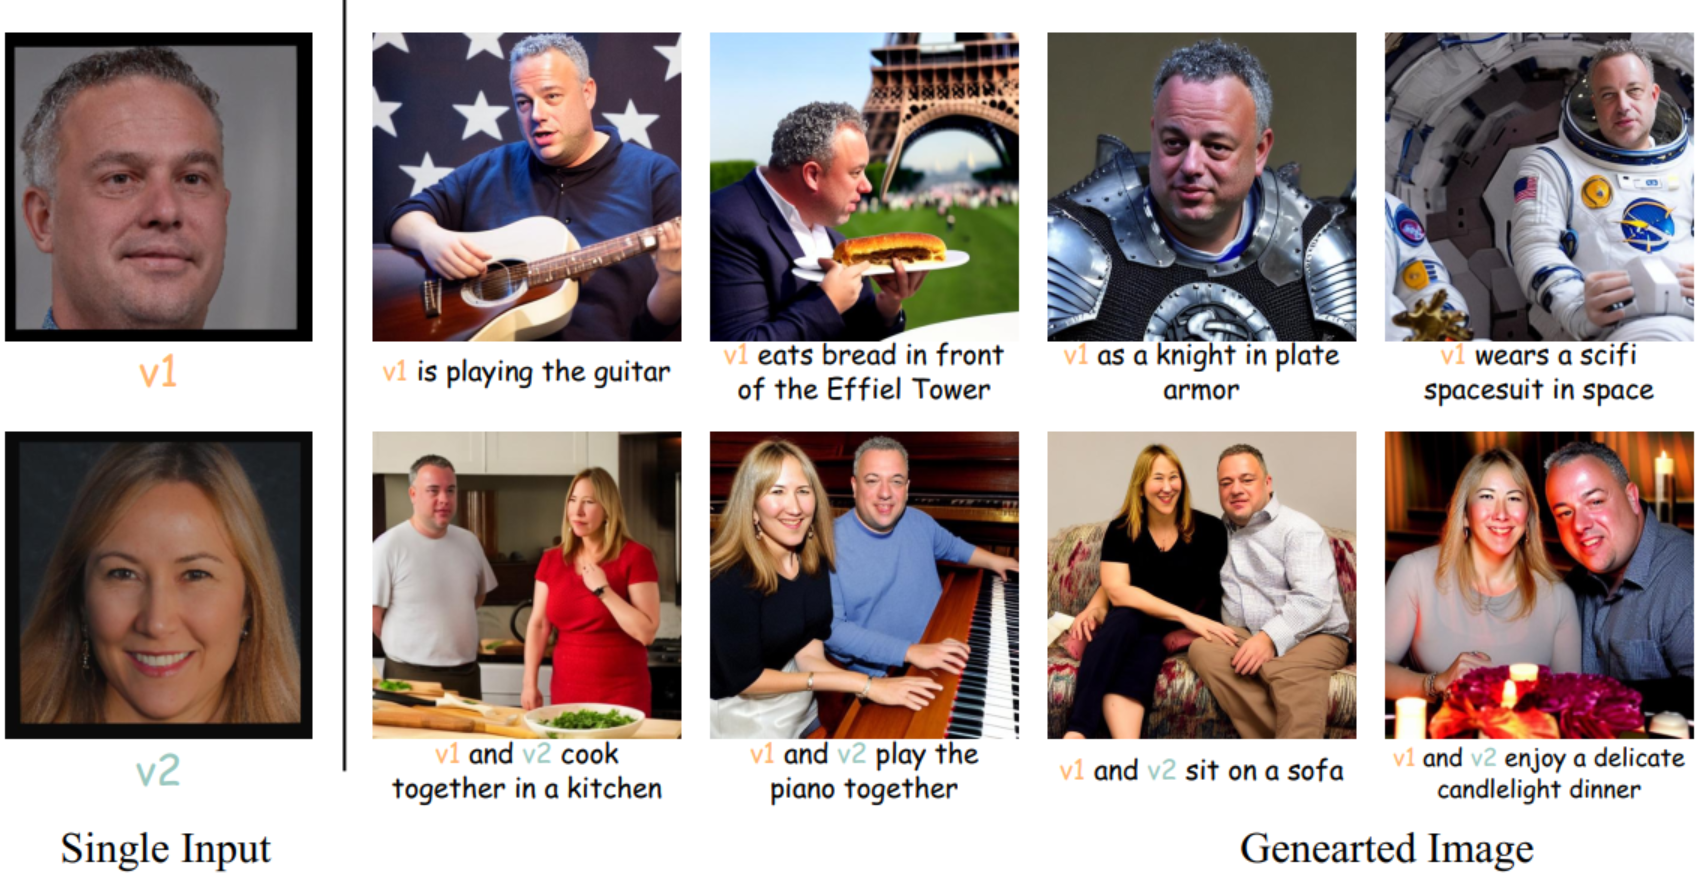 v1
v1 is playing the guitar
v1 eats bread in front
of the Effiel Tower
v1 as a knight in plate
armor
v1 wears a scifi
spacesuit in space
v2
v1 and v2 cook
together in a kitchen
v1 and v2 play the
piano together
v1 and v2 sit on a sofa
v1 and v2 enjoy a delicate
candlelight dinner
Single Input
Genearted Image